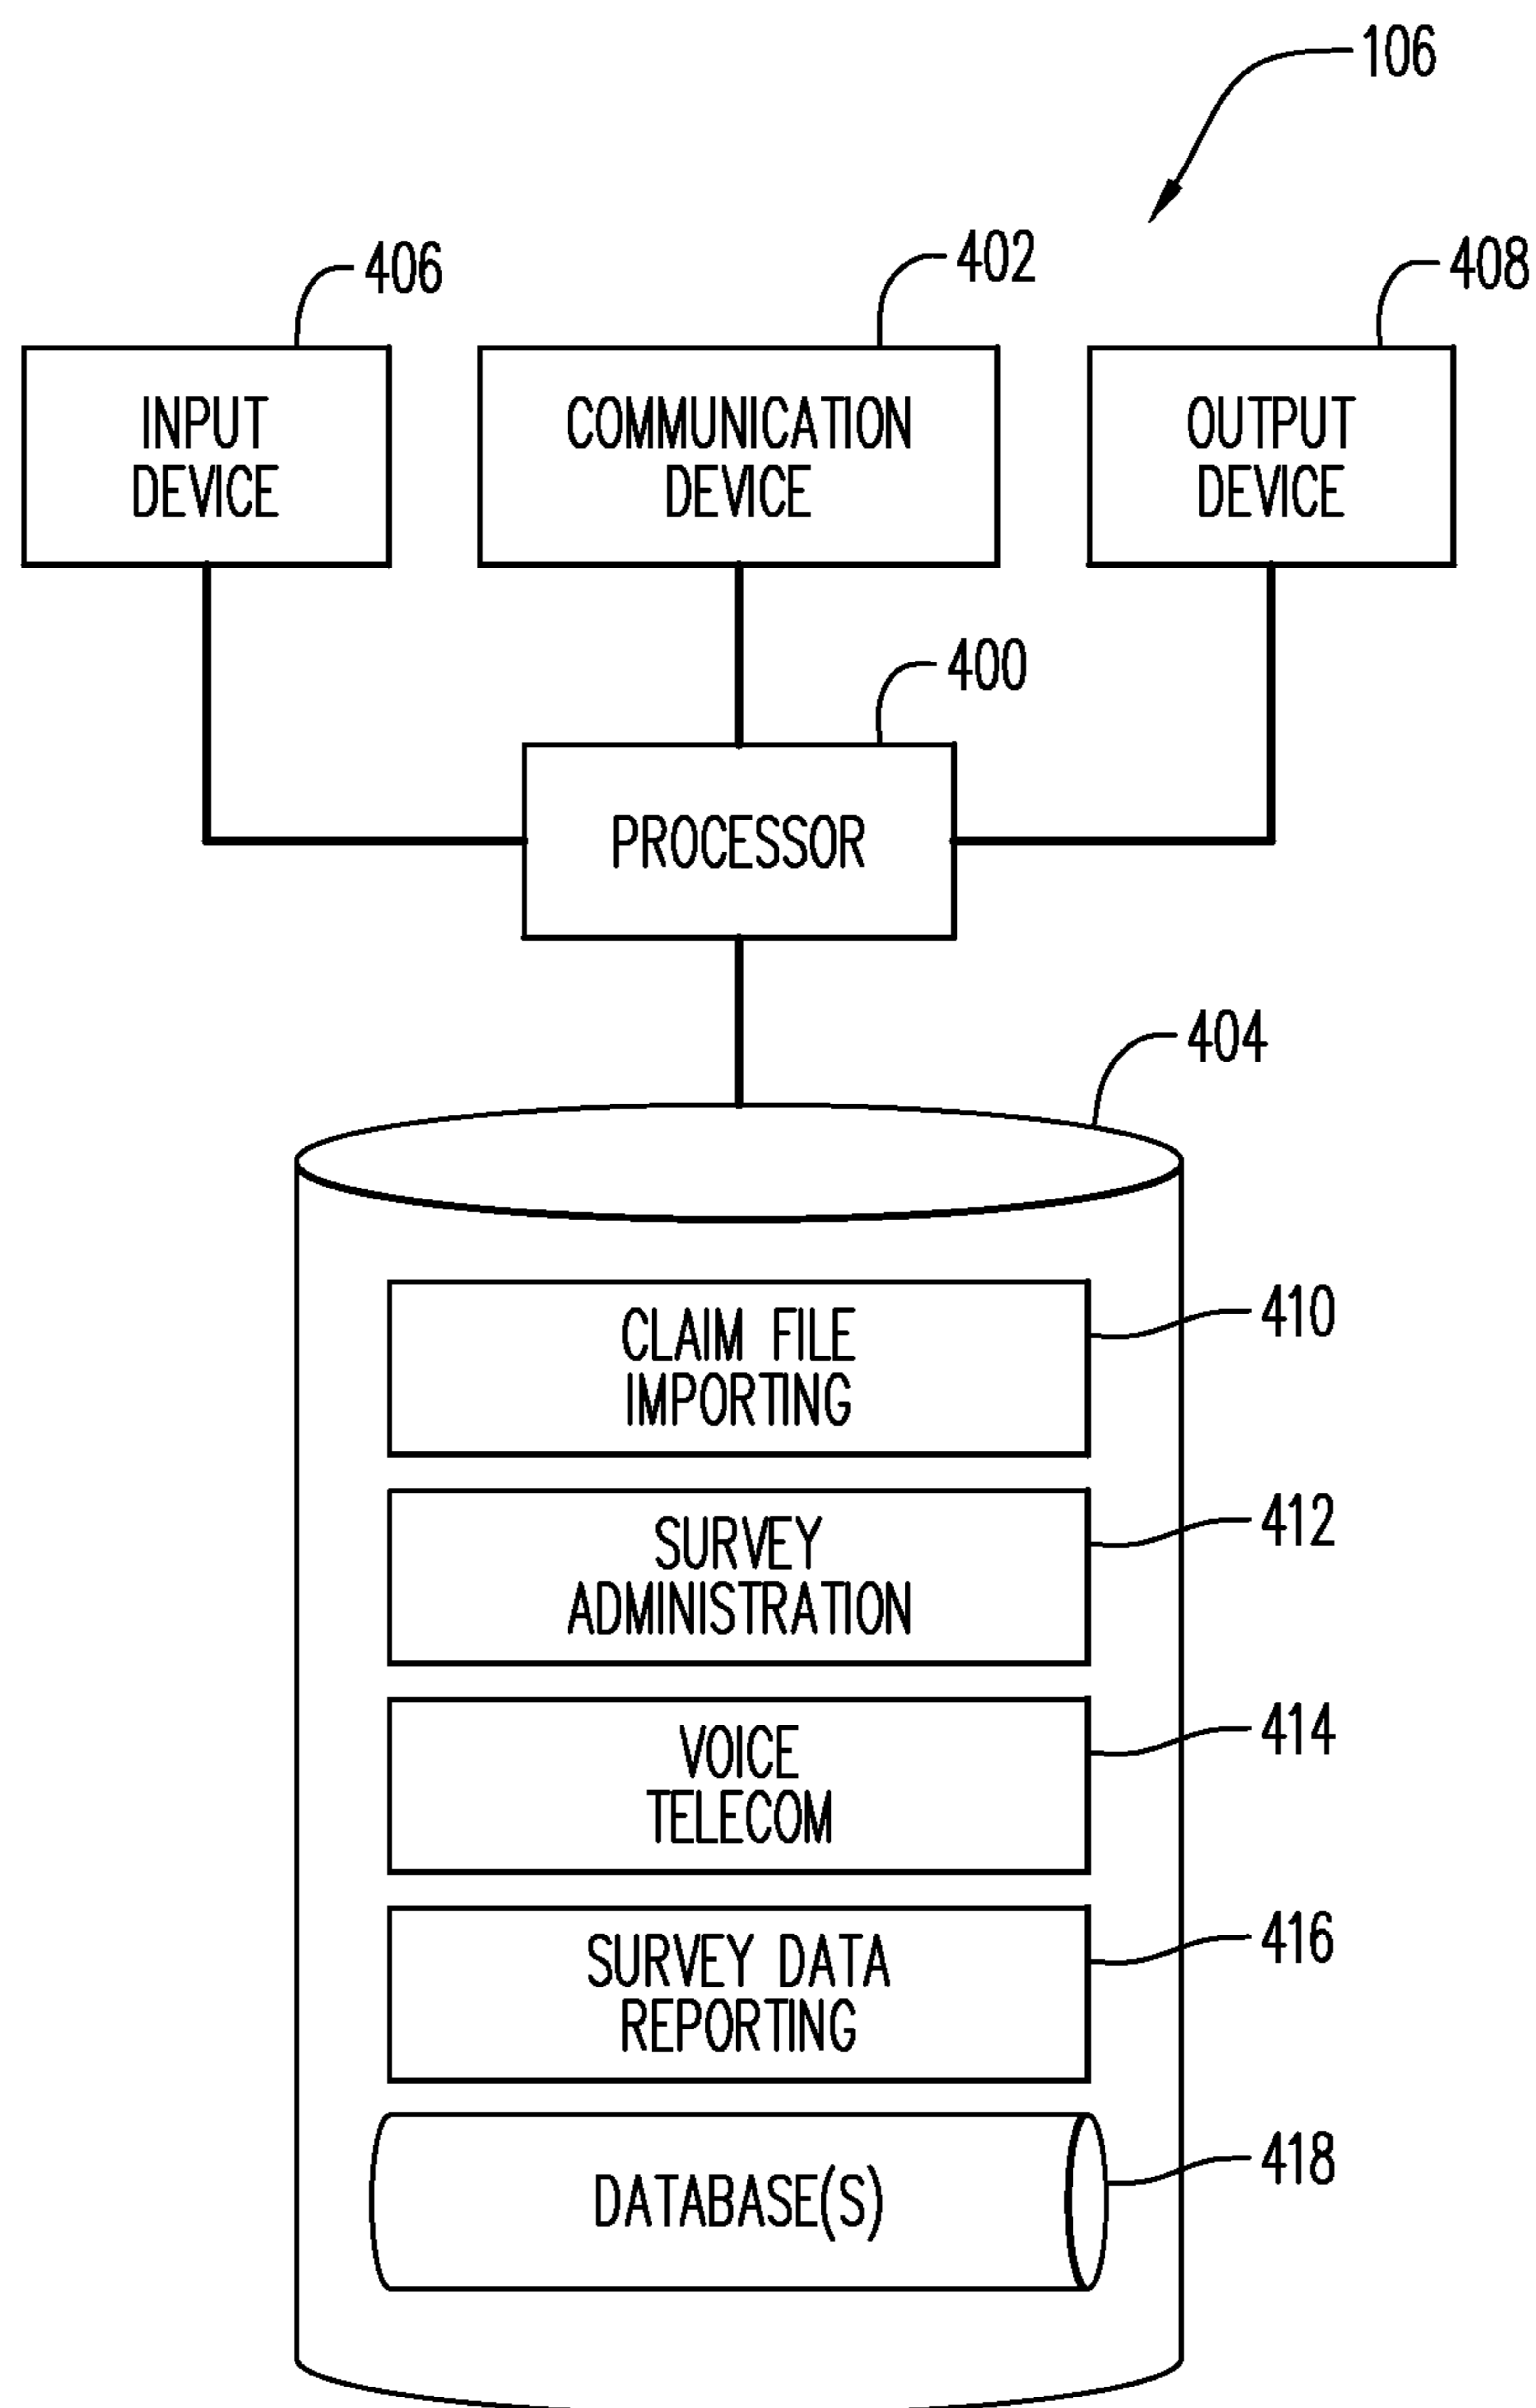 106
406
402
408
INPUT
DEVICE
COMMUNICATION
DEVICE
OUTPUT
DEVICE
400
PROCESSOR
404
CLAIM FILE
IMPORTING
410
SURVEY
ADMINISTRATION
412
VOICE
TELECOM
414
SURVEY DATA
REPORTING
416
DATABASE(S)
418